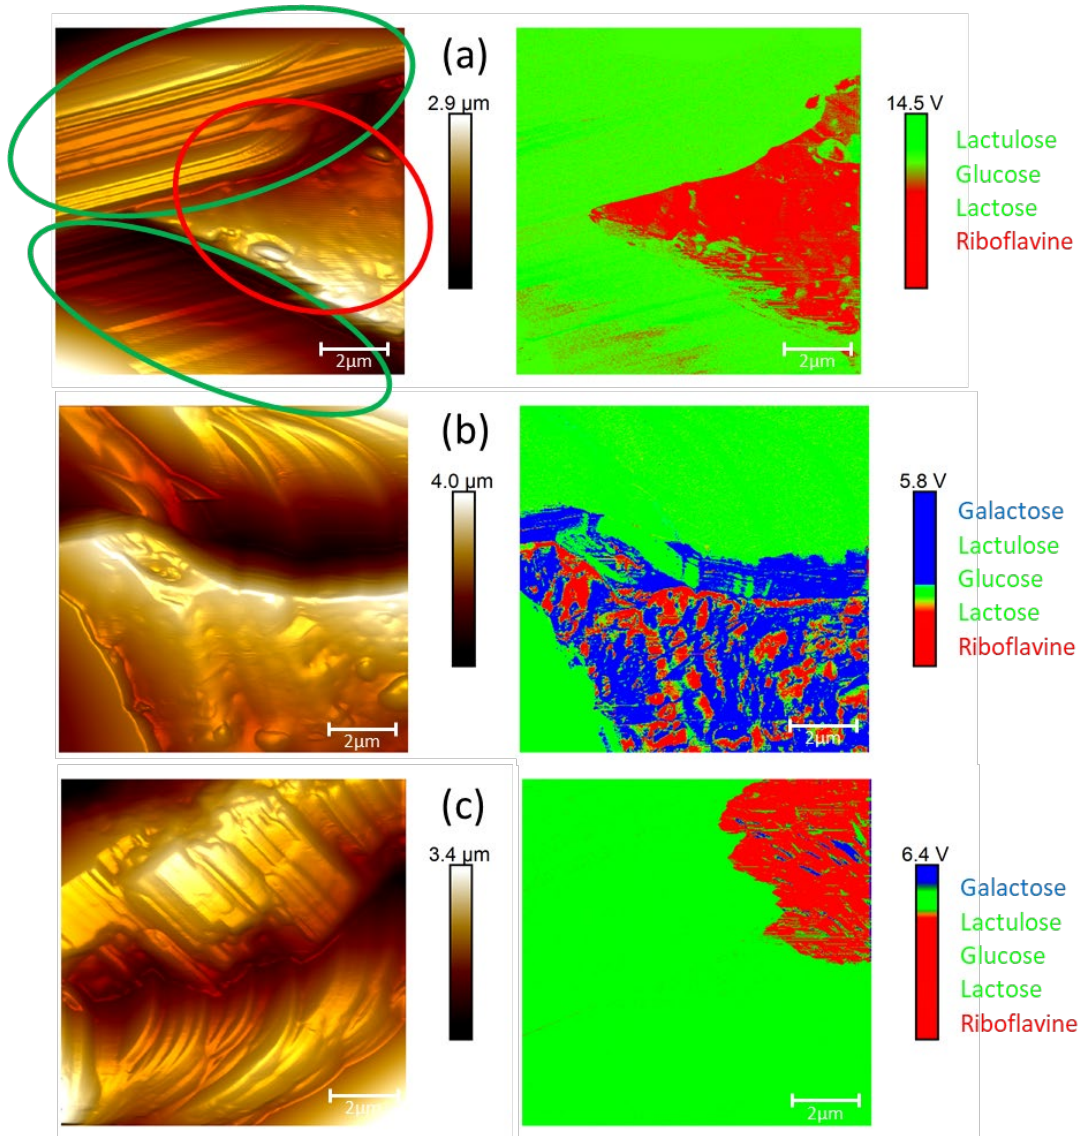 (a)
2.9 µm
2µm
2µm
14.5 V
Lactulose
Glucose
Lactose
Riboflavine
(b)
4.0 µm
2µm
2µm
5.8 V
Galactose
Lactulose
Glucose
Lactose
Riboflavine
(c)
3.4 µm
2µm
2µm
6.4 V
Galactose
Lactulose
Glucose
Lactose
Riboflavine